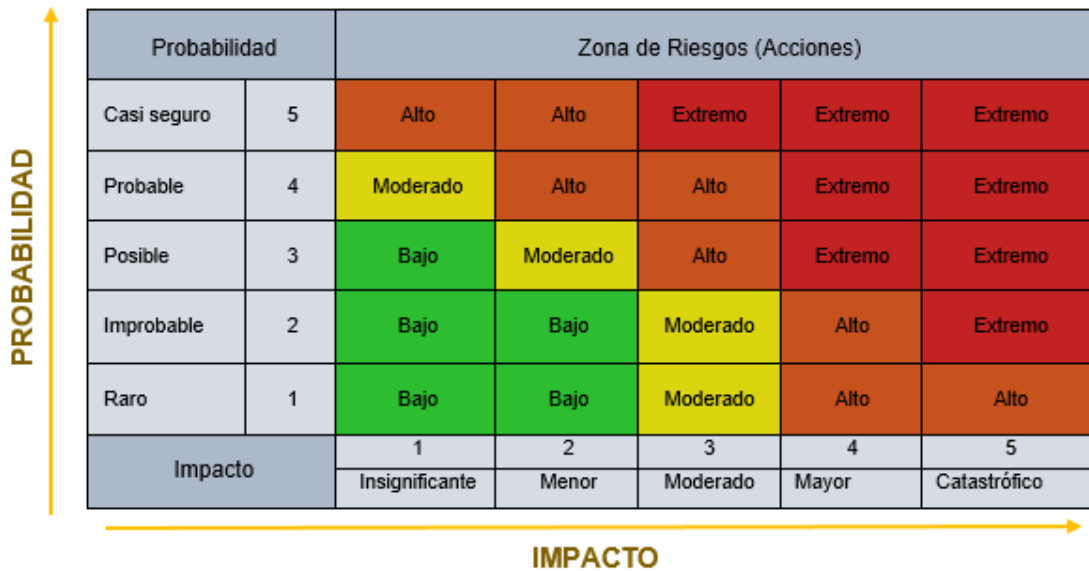 Probabilidad Zona de Riesgos (Acciones)
Casi seguro 5 Alto Alto Extremo Extremo Extremo
Probable 4 Moderado Alto Alto Extremo Extremo
Posible 3 Bajo Moderado Alto Extremo Extremo
Improbable 2 Bajo Bajo Moderado Alto Extremo
Raro 1 Bajo Bajo Moderado Alto Alto
Impacto 1 2 3 4 5
Insignificante Menor Moderado Mayor Catastrófico
PROBABILIDAD
IMPACTO